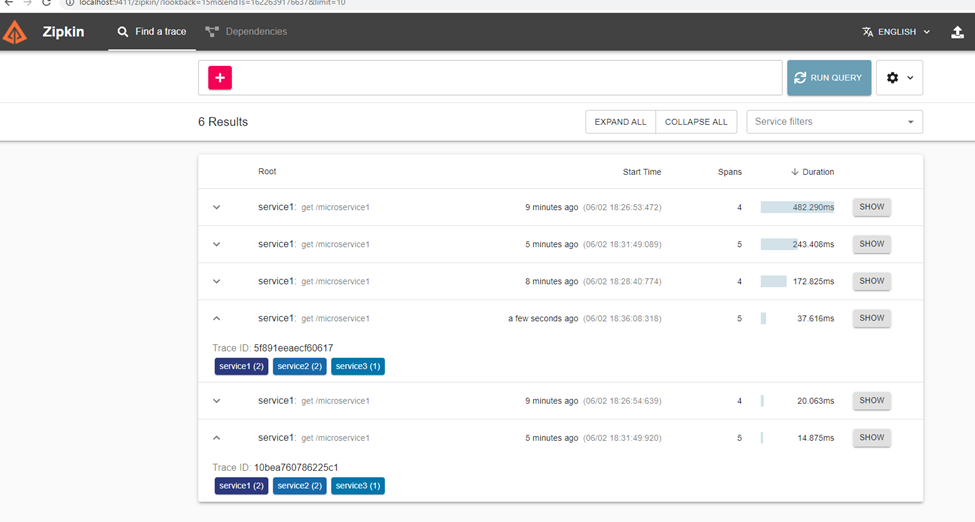 localhost:9411/zipkin/?lookback=15m&endTs=1622639176637&limit=10
Zipkin Find a trace Dependencies ENGLISH
+ RUN QUERY
6 Results EXPAND ALL COLLAPSE ALL Service filters
Root Start Time Spans Duration
service1: get /microservice1 9 minutes ago (06/02 18:26:53:472) 4 482.290ms SHOW
service1: get /microservice1 5 minutes ago (06/02 18:31:49:089) 5 243.408ms SHOW
service1: get /microservice1 8 minutes ago (06/02 18:28:40:774) 4 172.825ms SHOW
service1: get /microservice1 a few seconds ago (06/02 18:36:08:318) 5 37.616ms SHOW
Trace ID: 5f891eeaecf60617
service1 (2) service2 (2) service3 (1)
service1: get /microservice1 9 minutes ago (06/02 18:26:54:639) 4 20.063ms SHOW
service1: get /microservice1 5 minutes ago (06/02 18:31:49:920) 5 14.875ms SHOW
Trace ID: 10bea760786225c1
service1 (2) service2 (2) service3 (1)